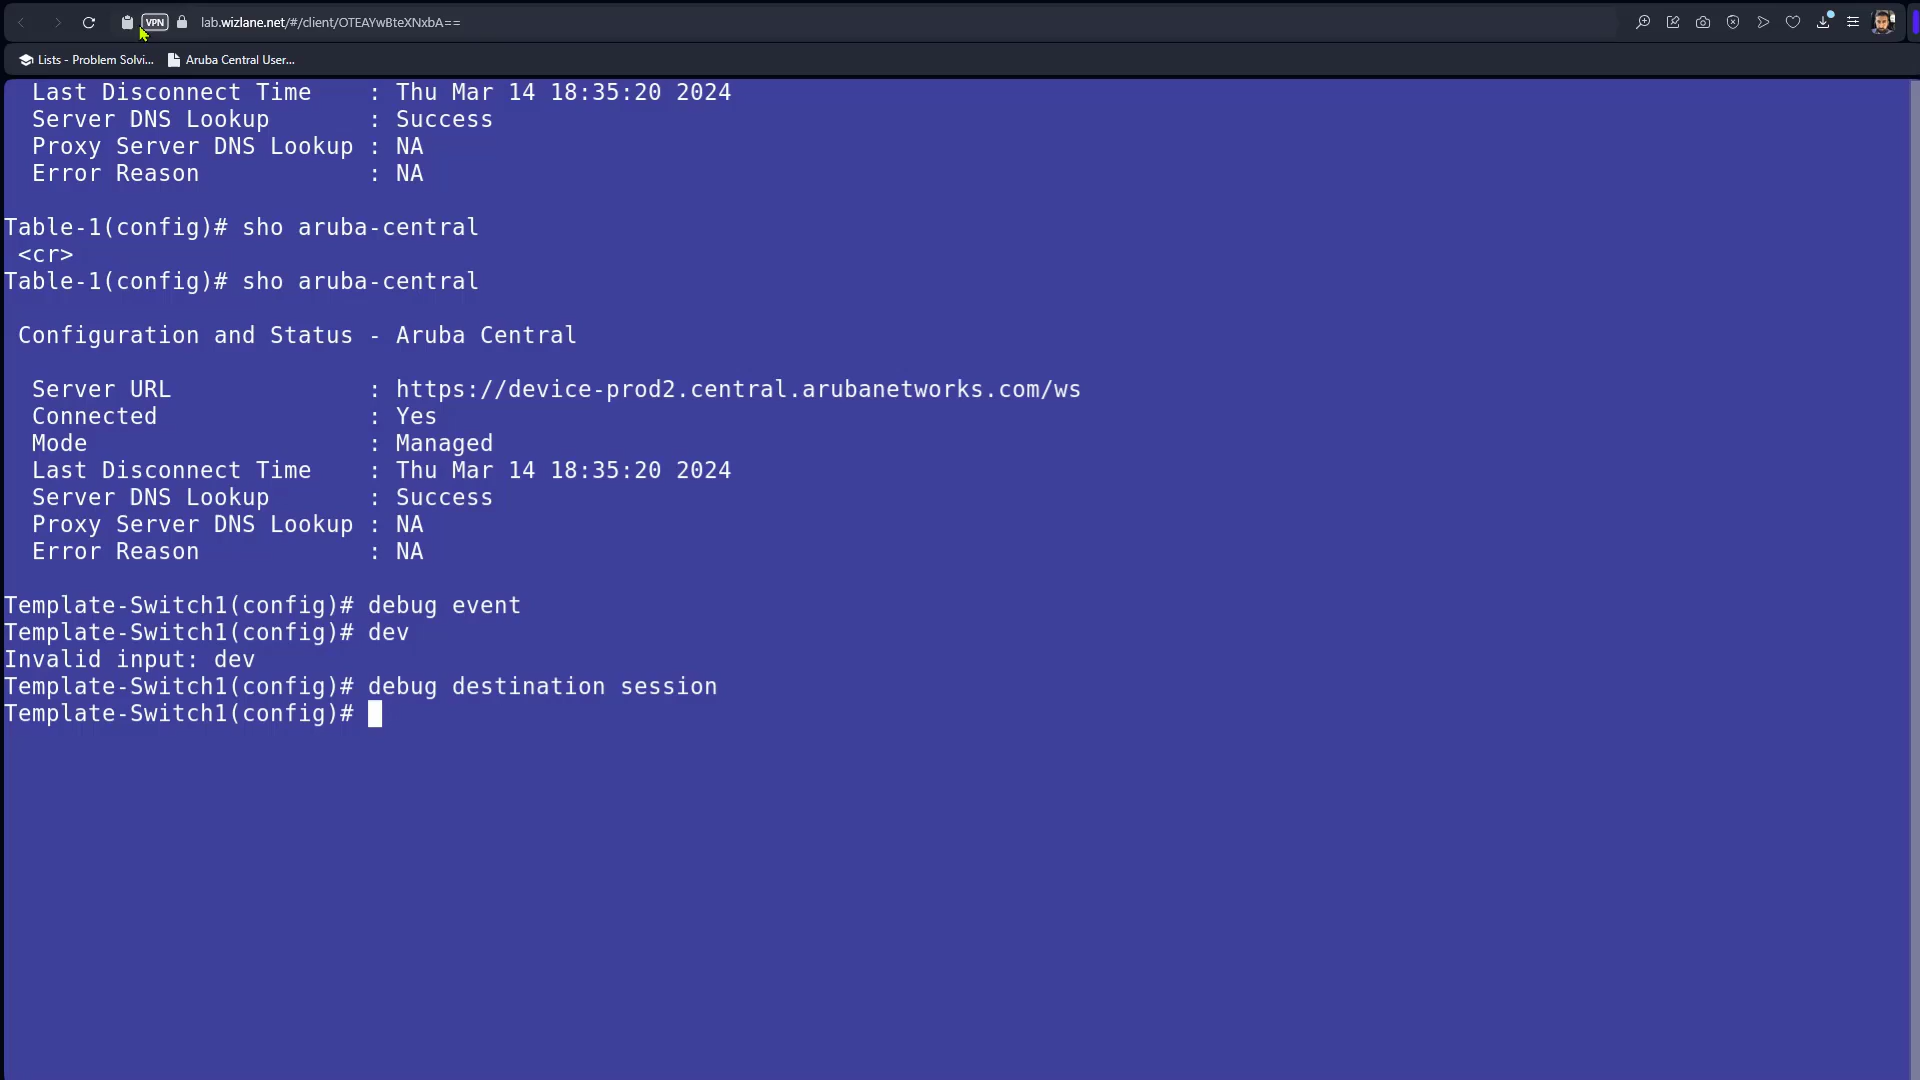 VPN
lab.wizlane.net/#/client/OTEAYwBteXNxbA==
Lists - Problem Solvi... Aruba Central User...
Last Disconnect Time : Thu Mar 14 18:35:20 2024
Server DNS Lookup : Success
Proxy Server DNS Lookup : NA
Error Reason : NA
Table-1(config)# sho aruba-central
<cr>
Table-1(config)# sho aruba-central
Configuration and Status - Aruba Central
Server URL : https://device-prod2.central.arubanetworks.com/ws
Connected : Yes
Mode : Managed
Last Disconnect Time : Thu Mar 14 18:35:20 2024
Server DNS Lookup : Success
Proxy Server DNS Lookup : NA
Error Reason : NA
Template-Switch1(config)# debug event
Template-Switch1(config)# dev
Invalid input: dev
Template-Switch1(config)# debug destination session
Template-Switch1(config)#